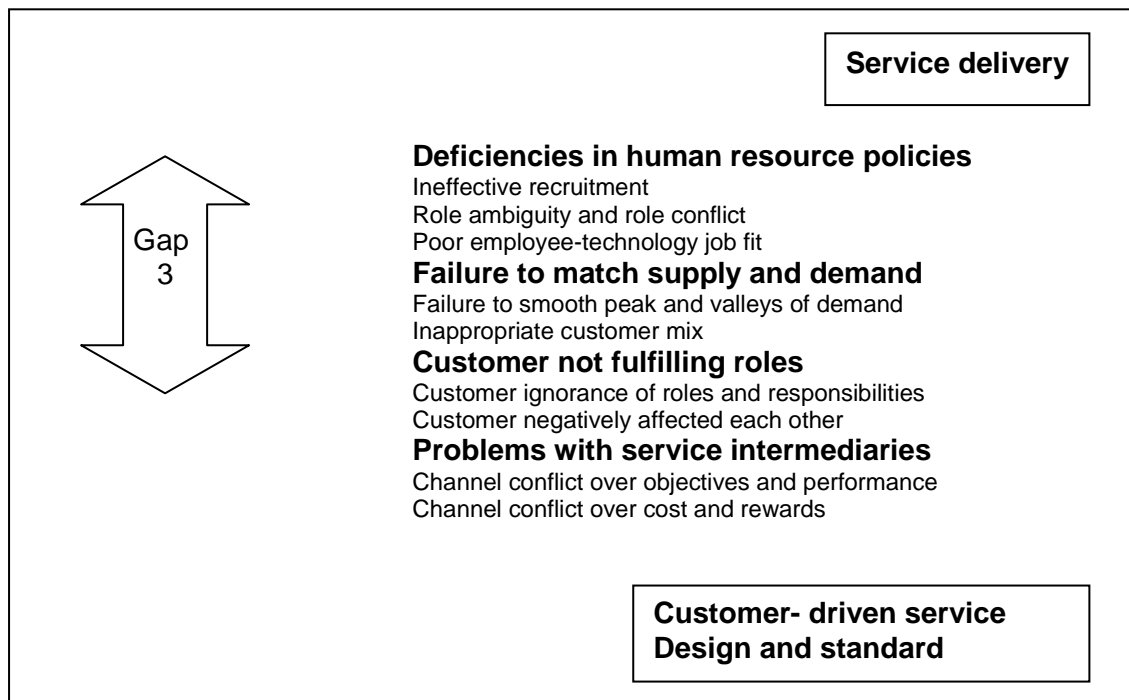 Service delivery
Deficiencies in human resource policies
Ineffective recruitment
Role ambiguity and role conflict
Poor employee-technology job fit
Gap
3
Failure to match supply and demand
Failure to smooth peak and valleys of demand
Inappropriate customer mix
Customer not fulfilling roles
Customer ignorance of roles and responsibilities
Customer negatively affected each other
Problems with service intermediaries
Channel conflict over objectives and performance
Channel conflict over cost and rewards
Customer- driven service
Design and standard